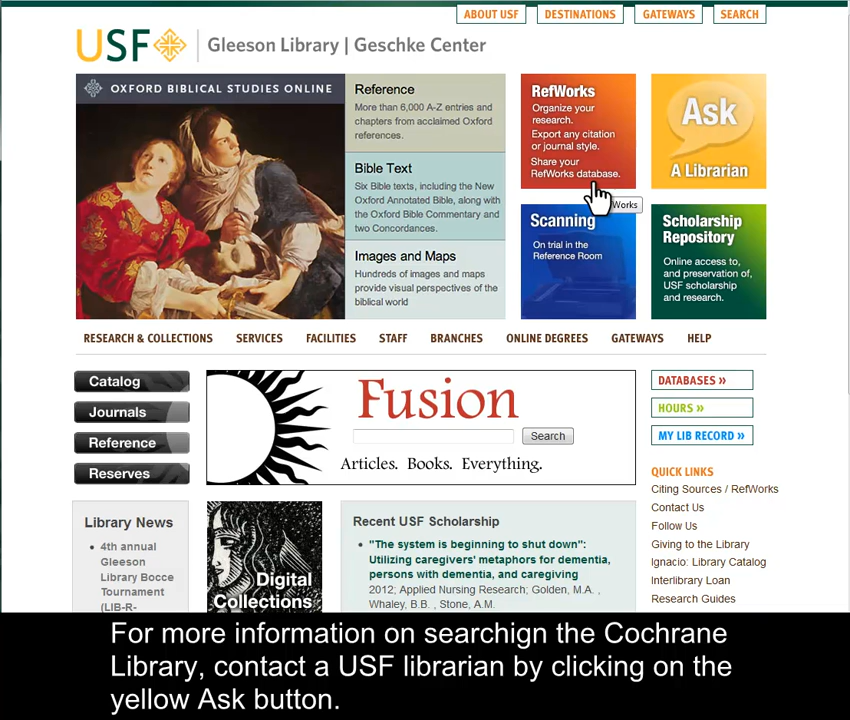 ABOUT USF
DESTINATIONS
GATEWAYS
SEARCH
USF
Gleeson Library | Geschke Center
OXFORD BIBLICAL STUDIES ONLINE
Reference
More than 6,000 A-Z entries and
chapters from acclaimed Oxford
references.
Bible Text
Six Bible texts, including the New
Oxford Annotated Bible, along with
the Oxford Bible Commentary and
two Concordances.
Images and Maps
Hundreds of images and maps
provide visual perspectives of the
biblical world
RefWorks
Organize your
research.
Export any citation
or journal style.
Share your
RefWorks database.
Works
Ask
A Librarian
Scanning
On trial in the
Reference Room
Scholarship
Repository
Online access to,
and preservation of,
USF scholarship
and research.
RESEARCH & COLLECTIONS
SERVICES
FACILITIES
STAFF
BRANCHES
ONLINE DEGREES
GATEWAYS
HELP
Catalog
Journals
Reference
Reserves
Fusion
Search
Articles. Books. Everything.
DATABASES »
HOURS »
MY LIB RECORD »
QUICK LINKS
Citing Sources / RefWorks
Contact Us
Follow Us
Giving to the Library
Ignacio: Library Catalog
Interlibrary Loan
Research Guides
Library News
• 4th annual
Gleeson
Library Bocce
Tournament
(LIB-R-
Digital
Collections
Recent USF Scholarship
• "The system is beginning to shut down":
Utilizing caregivers' metaphors for dementia,
persons with dementia, and caregiving
2012; Applied Nursing Research; Golden, M.A. ,
Whaley, B.B. , Stone, A.M.
For more information on searchign the Cochrane
Library, contact a USF librarian by clicking on the
yellow Ask button.